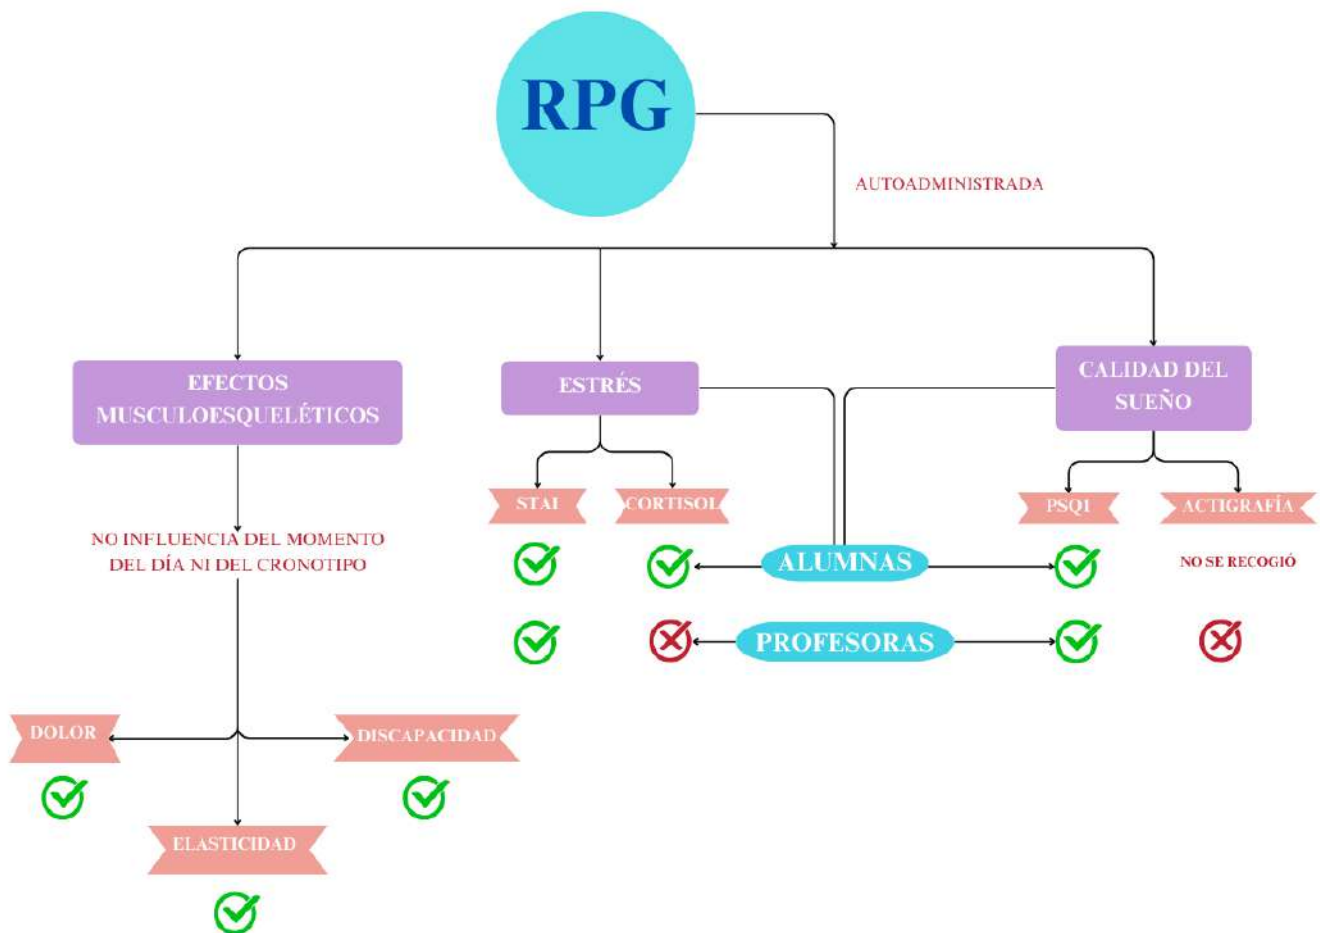 RPG
AUTOADMINISTRADA
EFECTOS
MUSCULOESQUELÉTICOS
ESTRÉS
CALIDAD DEL
SUEÑO
STAI
CORTISOL
PSQI
ACTIGRAFÍA
NO INFLUENCIA DEL MOMENTO
DEL DÍA NI DEL CRONOTIPO
ALUMNAS
NO SE RECOGIÓ
PROFESORAS
DOLOR
DISCAPACIDAD
ELASTICIDAD